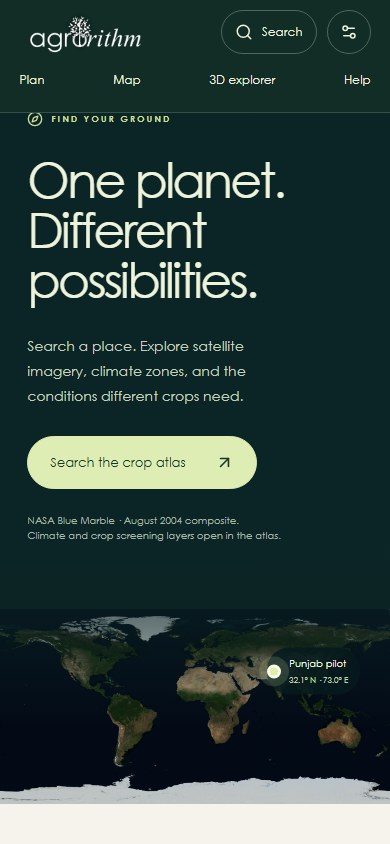 agrorithm
Search
Plan
Map
3D explorer
Help
FIND YOUR GROUND
One planet.
Different
possibilities.
Search a place. Explore satellite
imagery, climate zones, and the
conditions different crops need.
Search the crop atlas
NASA Blue Marble · August 2004 composite.
Climate and crop screening layers open in the atlas.
Punjab pilot
32.1° N · 73.0° E